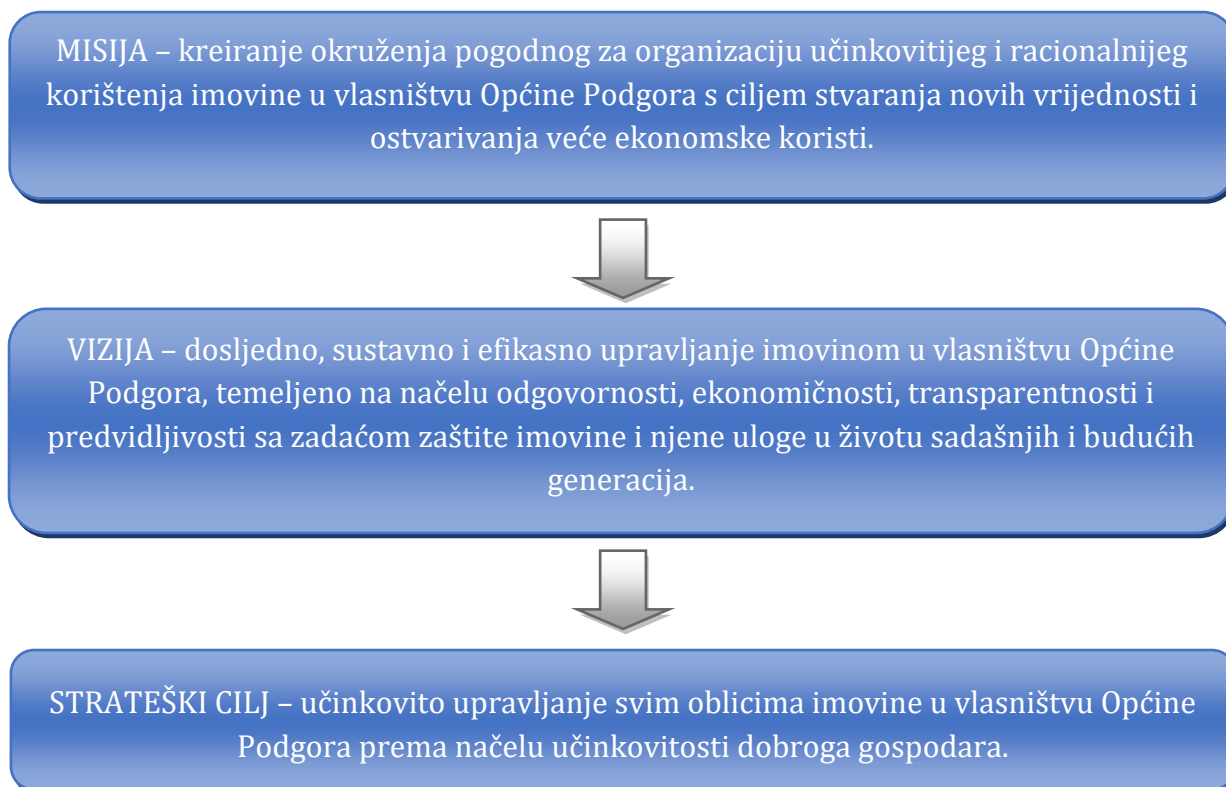 MISIJA – kreiranje okruženja pogodnog za organizaciju učinkovitijeg i racionalnijeg
korištenja imovine u vlasništvu Općine Podgora s ciljem stvaranja novih vrijednosti i
ostvarivanja veće ekonomske koristi.
VIZIJA – dosljedno, sustavno i efikasno upravljanje imovinom u vlasništvu Općine
Podgora, temeljeno na načelu odgovornosti, ekonomičnosti, transparentnosti i
predvidljivosti sa zadaćom zaštite imovine i njene uloge u životu sadašnjih i budućih
generacija.
STRATEŠKI CILJ – učinkovito upravljanje svim oblicima imovine u vlasništvu Općine
Podgora prema načelu učinkovitosti dobroga gospodara.